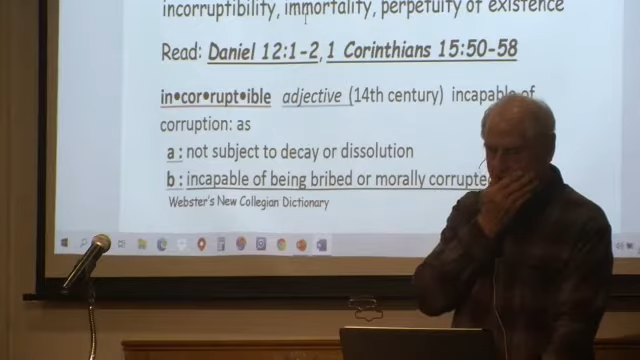 incorruptibility, immortality, perpetuity of existence
Read: Daniel 12:1-2, 1 Corinthians 15:50-58
in•cor•rupt•ible adjective (14th century) incapable of
corruption: as
a : not subject to decay or dissolution
b : incapable of being bribed or morally corrupte
Webster's New Collegian Dictionary